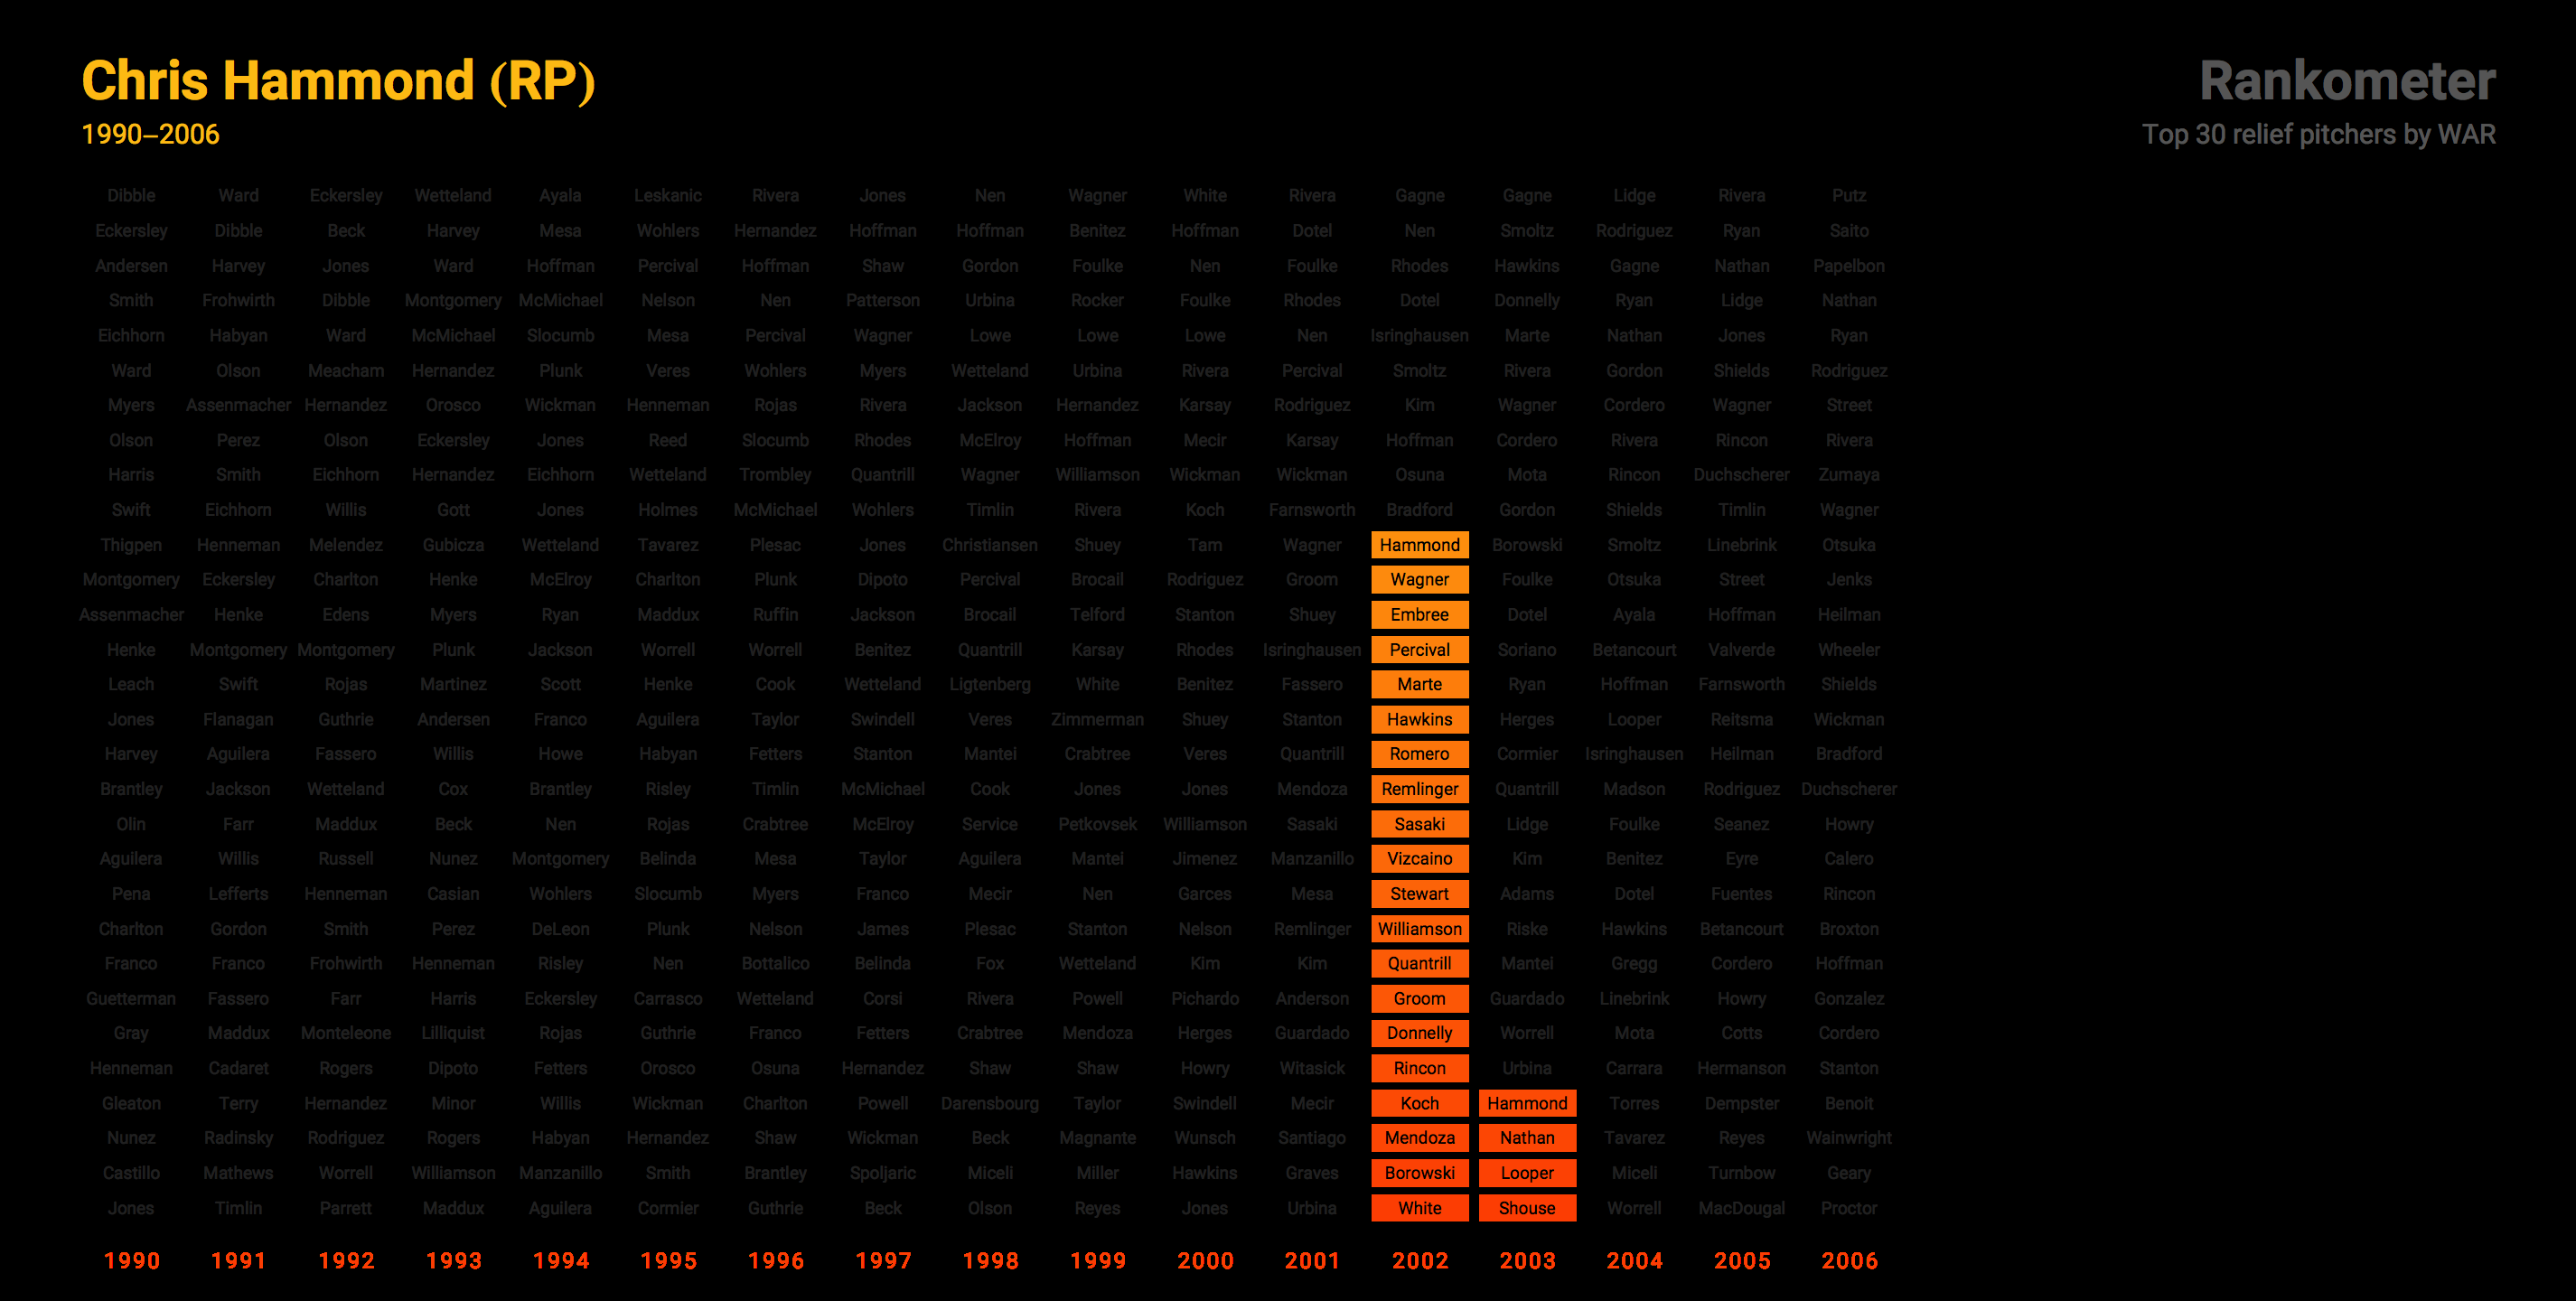 Chris Hammond (RP)
Rankometer
1990–2006
Top 30 relief pitchers by WAR
Dibble Ward Eckersley Wetteland Ayala Leskanic Rivera Jones Nen Wagner White Rivera Gagne Gagne Lidge Rivera Putz
Eckersley Dibble Beck Harvey Mesa Wohlers Hernandez Hoffman Hoffman Benitez Hoffman Dotel Nen Smoltz Rodriguez Ryan Saito
Andersen Harvey Jones Ward Hoffman Percival Hoffman Shaw Gordon Foulke Nen Foulke Rhodes Hawkins Gagne Nathan Papelbon
Smith Frohwirth Dibble Montgomery McMichael Nelson Nen Patterson Urbina Rocker Foulke Rhodes Dotel Donnelly Ryan Lidge Nathan
Eichhorn Habyan Ward McMichael Slocumb Mesa Percival Wagner Lowe Lowe Lowe Nen Isringhausen Marte Nathan Jones Ryan
Ward Olson Meacham Hernandez Plunk Veres Wohlers Myers Wetteland Urbina Rivera Percival Smoltz Rivera Gordon Shields Rodriguez
Myers Assenmacher Hernandez Orosco Wickman Henneman Rojas Rivera Jackson Hernandez Karsay Rodriguez Kim Wagner Cordero Wagner Street
Olson Perez Olson Eckersley Jones Reed Slocumb Rhodes McElroy Hoffman Mecir Karsay Hoffman Cordero Rivera Rincon Rivera
Harris Smith Eichhorn Hernandez Eichhorn Wetteland Trombley Quantrill Wagner Williamson Wickman Wickman Osuna Mota Rincon Duchscherer Zumaya
Swift Eichhorn Willis Gott Jones Holmes McMichael Wohlers Timlin Rivera Koch Farnsworth Bradford Gordon Shields Timlin Wagner
Thigpen Henneman Melendez Gubicza Wetteland Tavarez Plesac Jones Christiansen Shuey Tam Wagner Hammond Borowski Smoltz Linebrink Otsuka
Montgomery Eckersley Charlton Henke McElroy Charlton Plunk Dipoto Percival Brocail Rodriguez Groom Wagner Foulke Otsuka Street Jenks
Assenmacher Henke Edens Myers Ryan Maddux Ruffin Jackson Brocail Telford Stanton Shuey Embree Dotel Ayala Hoffman Heilman
Henke Montgomery Montgomery Plunk Jackson Worrell Worrell Benitez Quantrill Karsay Rhodes Isringhausen Percival Soriano Betancourt Valverde Wheeler
Leach Swift Rojas Martinez Scott Henke Cook Wetteland Ligtenberg White Benitez Fassero Marte Ryan Hoffman Farnsworth Shields
Jones Flanagan Guthrie Andersen Franco Aguilera Taylor Swindell Veres Zimmerman Shuey Stanton Hawkins Herges Looper Reitsma Wickman
Harvey Aguilera Fassero Willis Howe Habyan Fetters Stanton Mantei Crabtree Veres Quantrill Romero Cormier Isringhausen Heilman Bradford
Brantley Jackson Wetteland Cox Brantley Risley Timlin McMichael Cook Jones Jones Mendoza Remlinger Quantrill Madson Rodriguez Duchscherer
Olin Farr Maddux Beck Nen Rojas Crabtree McElroy Service Petkovsek Williamson Sasaki Sasaki Lidge Foulke Seanez Howry
Aguilera Willis Russell Nunez Montgomery Belinda Mesa Taylor Aguilera Mantei Jimenez Manzanillo Vizcaino Kim Benitez Eyre Calero
Pena Lefferts Henneman Casian Wohlers Slocumb Myers Franco Mecir Nen Garces Mesa Stewart Adams Dotel Fuentes Rincon
Charlton Gordon Smith Perez DeLeon Plunk Nelson James Plesac Stanton Nelson Remlinger Williamson Riske Hawkins Betancourt Broxton
Franco Franco Frohwirth Henneman Risley Nen Bottalico Belinda Fox Wetteland Kim Kim Quantrill Mantei Gregg Cordero Hoffman
Guetterman Fassero Farr Harris Eckersley Carrasco Wetteland Corsi Rivera Powell Pichardo Anderson Groom Guardado Linebrink Howry Gonzalez
Gray Maddux Monteleone Lilliquist Rojas Guthrie Franco Fetters Crabtree Mendoza Herges Guardado Donnelly Worrell Mota Cotts Cordero
Henneman Cadaret Rogers Dipoto Fetters Orosco Osuna Hernandez Shaw Shaw Howry Witasick Rincon Urbina Carrara Hermanson Stanton
Gleaton Terry Hernandez Minor Willis Wickman Charlton Powell Darensbourg Taylor Swindell Mecir Koch Hammond Torres Dempster Benoit
Nunez Radinsky Rodriguez Rogers Habyan Hernandez Shaw Wickman Beck Magnante Wunsch Santiago Mendoza Nathan Tavarez Reyes Wainwright
Castillo Mathews Worrell Williamson Manzanillo Smith Brantley Spoljaric Miceli Miller Hawkins Graves Borowski Looper Miceli Turnbow Geary
Jones Timlin Parrett Maddux Aguilera Cormier Guthrie Beck Olson Reyes Jones Urbina White Shouse Worrell MacDougal Proctor
1990 1991 1992 1993 1994 1995 1996 1997 1998 1999 2000 2001 2002 2003 2004 2005 2006